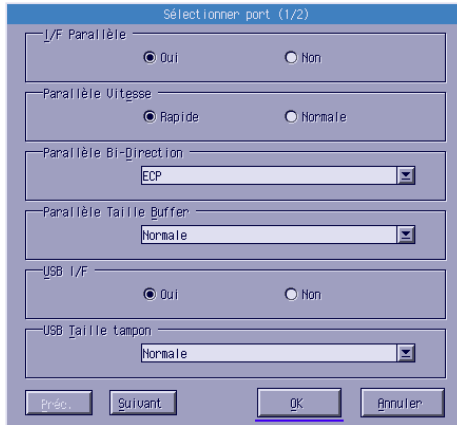 Sélectionner port (1/2)
I/F Parallèle
Oui Non
Parallèle Vitesse
Rapide Normale
Parallèle Bi-Direction
ECP
Parallèle Taille Buffer
Normale
USB I/F
Oui Non
USB Taille tampon
Normale
Préc. Suivant OK Annuler